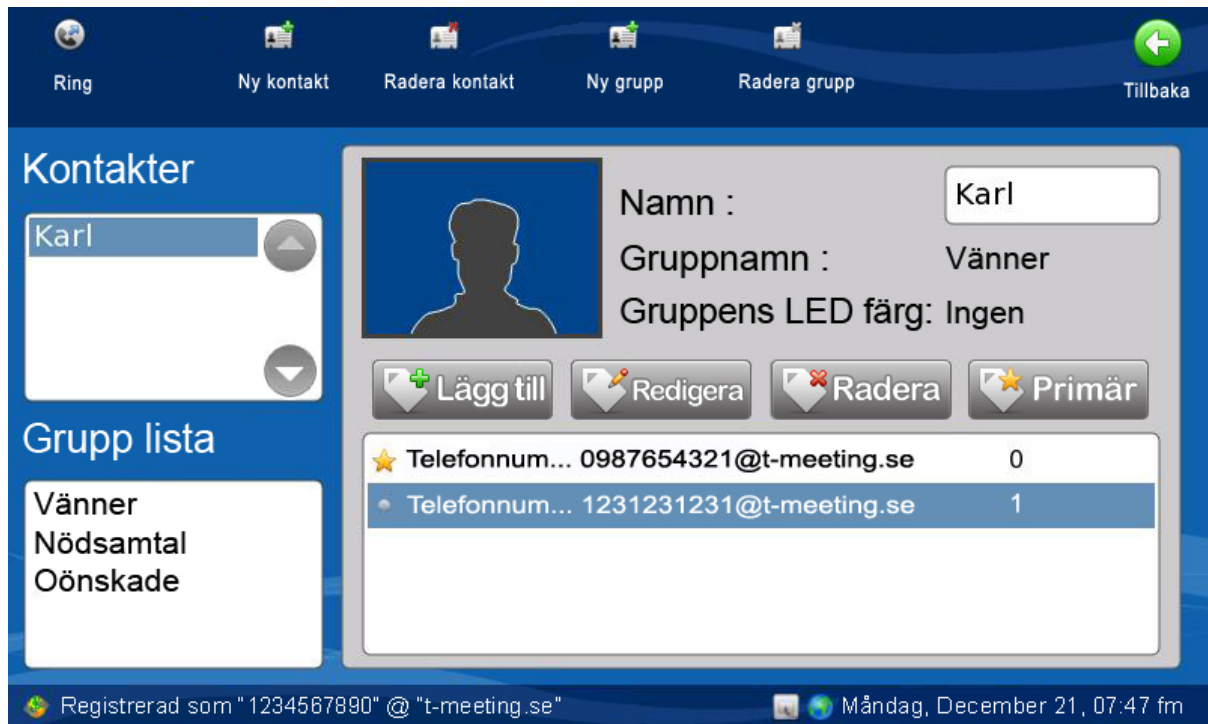 Ring
Ny kontakt
Radera kontakt
Ny grupp
Radera grupp
Tillbaka
Kontakter
Karl
Grupp lista
Vänner
Nödsamtal
Oönskade
Namn : Karl
Gruppnamn : Vänner
Gruppens LED färg: Ingen
Lägg till
Redigera
Radera
Primär
Telefonnum... 0987654321@t-meeting.se 0
Telefonnum... 1231231231@t-meeting.se 1
Registrerad som "1234567890" @ "t-meeting.se"
Måndag, December 21, 07:47 fm